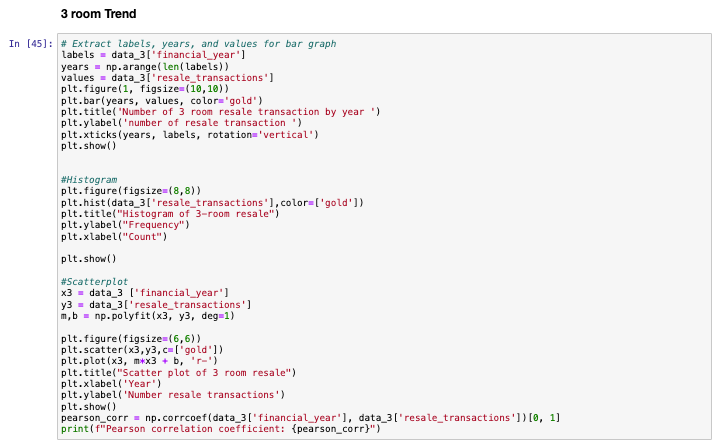 3 room Trend
In [45]: # Extract labels, years, and values for bar graph
labels = data_3['financial_year']
years = np.arange(len(labels))
values = data_3['resale_transactions']
plt.figure(1, figsize=(10,10))
plt.bar(years, values, color='gold')
plt.title('Number of 3 room resale transaction by year ')
plt.ylabel('number of resale transaction ')
plt.xticks(years, labels, rotation='vertical')
plt.show()
#Histogram
plt.figure(figsize=(8,8))
plt.hist(data_3['resale_transactions'],color=['gold'])
plt.title("Histogram of 3-room resale")
plt.ylabel("Frequency")
plt.xlabel("Count")
plt.show()
#Scatterplot
x3 = data_3 ['financial_year']
y3 = data_3['resale_transactions']
m,b = np.polyfit(x3, y3, deg=1)
plt.figure(figsize=(6,6))
plt.scatter(x3,y3,c=['gold'])
plt.plot(x3, m*x3 + b, 'r-')
plt.title("Scatter plot of 3 room resale")
plt.xlabel('Year')
plt.ylabel('Number resale transactions')
plt.show()
pearson_corr = np.corrcoef(data_3['financial_year'], data_3['resale_transactions'])[0, 1]
print(f"Pearson correlation coefficient: {pearson_corr}")